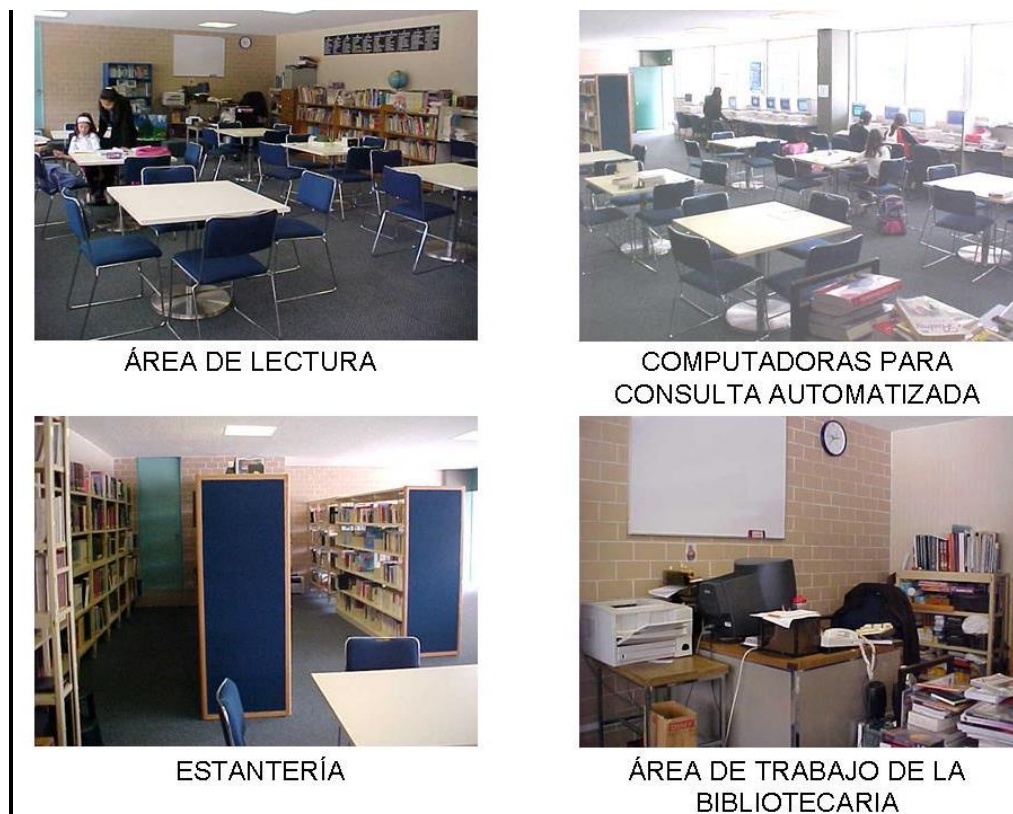 ÁREA DE LECTURA
COMPUTADORAS PARA
CONSULTA AUTOMATIZADA
ESTANTERÍA
ÁREA DE TRABAJO DE LA
BIBLIOTECARIA